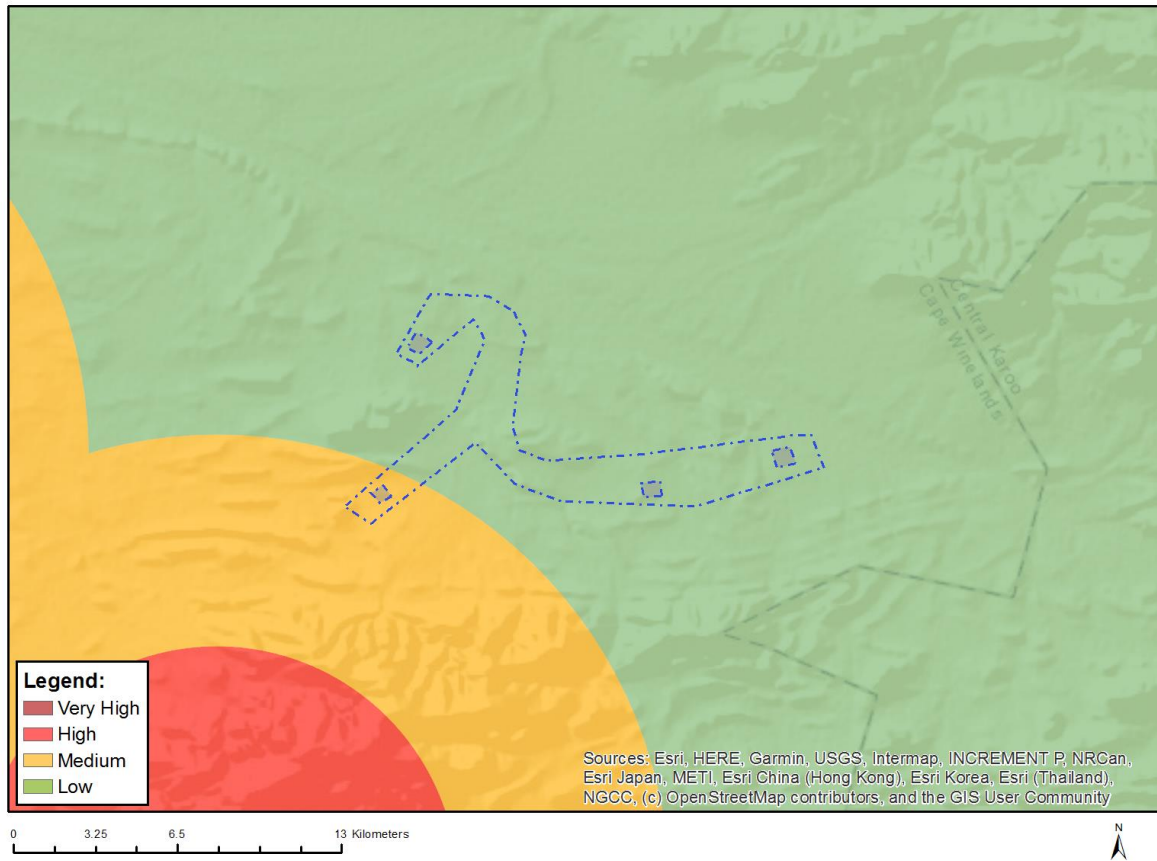 Central Karoo
Cape Winelands
Legend:
Very High
High
Medium
Low
Sources: Esri, HERE, Garmin, USGS, Intermap, INCREMENT P, NRCan,
Esri Japan, METI, Esri China (Hong Kong), Esri Korea, Esri (Thailand),
NGCC, (c) OpenStreetMap contributors, and the GIS User Community
0 3.25 6.5 13 Kilometers
N